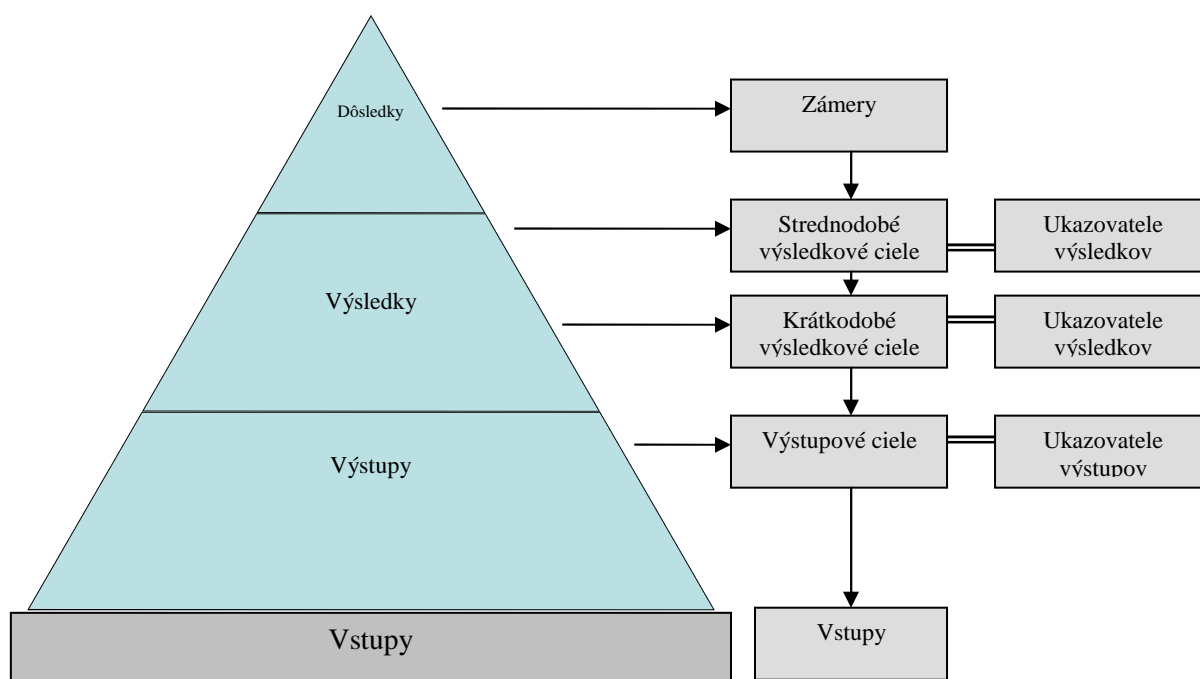 Dôsledky
Výsledky
Výstupy
Vstupy
Zámery
Strednodobé
výsledkové ciele
Ukazovatele
výsledkov
Krátkodobé
výsledkové ciele
Ukazovatele
výsledkov
Výstupové ciele
Ukazovatele
výstupov
Vstupy